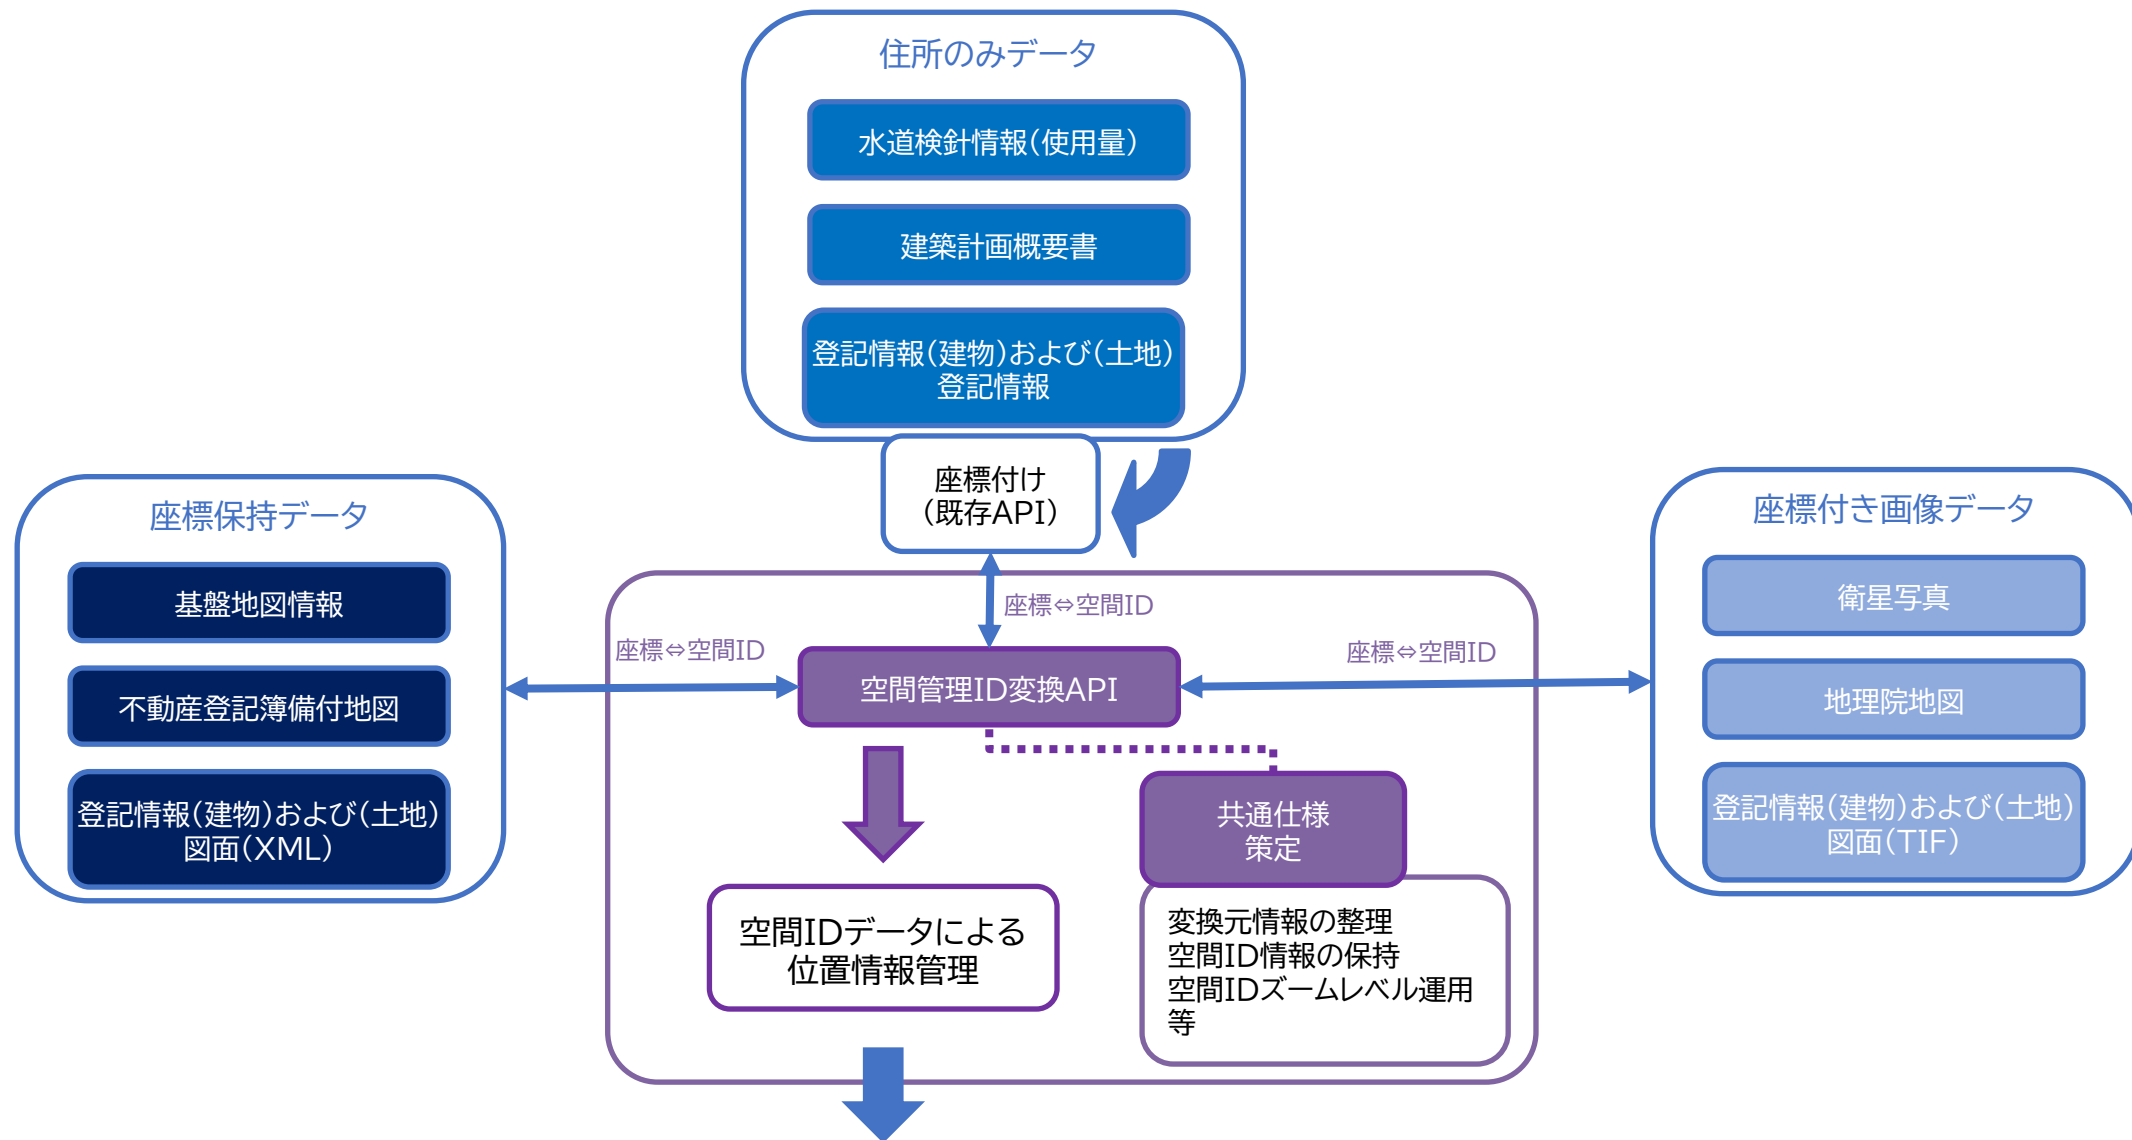 住所のみデータ
水道検針情報(使用量)
建築計画概要書
登記情報(建物)および(土地)
登記情報
座標付け
(既存API)
座標保持データ
基盤地図情報
不動産登記簿備付地図
登記情報(建物)および(土地)
図面(XML)
座標⇔空間ID
座標⇔空間ID
座標⇔空間ID
空間管理ID変換API
共通仕様
策定
変換元情報の整理
空間ID情報の保持
空間IDズームレベル運用
等
空間IDデータによる
位置情報管理
座標付き画像データ
衛星写真
地理院地図
登記情報(建物)および(土地)
図面(TIF)